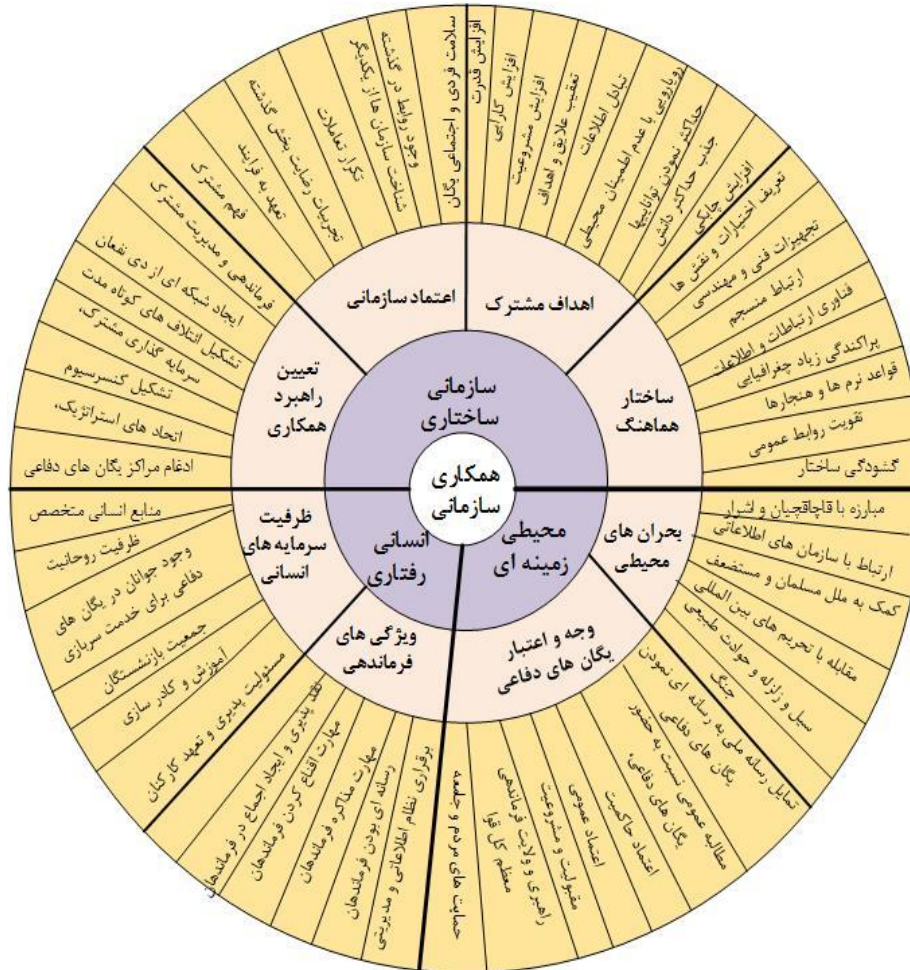 همکاری
سازمانی
سازمانی
ساختاری
محیطی
زمینه ای
انسانی
رفتاری
اهداف مشترک
ساختار
هماهنگ
بحران های
محیطی
وجه و اعتبار
یگان های دفاعی
ویژگی های
فرماندهی
ظرفیت
سرمایه های
انسانی
تعیین
راهبرد
همکاری
اعتماد سازمانی
افزایش قدرت
افزایش کارایی
افزایش مشروعیت
تعقیب علایق و اهداف
تبادل اطلاعات
رویارویی با عدم اطمینان محیطی
حداکثر نمودن تواناییها
جذب حداکثر دانش
افزایش چابکی
تعریف اختیارات و نقش ها
تجهیزات فنی و مهندسی
ارتباط منسجم
فناوری ارتباطات و اطلاعات
پراکندگی زیاد جغرافیایی
قواعد نرم ها و هنجارها
تقویت روابط عمومی
گشودگی ساختار
مبارزه با قاچاقچیان و اشرار
ارتباط با سازمان های اطلاعاتی
کمک به ملل مسلمان و مستضعف
مقابله با تحریم های بین المللی
سیل و زلزله و حوادث طبیعی
جنگ
تمایل رسانه ملی به رسانه ای نمودن
یگان های دفاعی
مطالبه عمومی نسبت به حضور
یگان های دفاعی،
اعتماد حاکمیت
اعتماد عمومی
مقبولیت و مشروعیت
راهبری و ولایت فرماندهی
معظم کل قوا
حمایت های مردم و جامعه
برقراری نظام اطلاعاتی و مدیریتی
رسانه ای بودن فرماندهان
مهارت مذاکره فرماندهان
مهارت اقناع کردن فرماندهان
نقد پذیری و ایجاد اجماع در فرماندهان
مسئولیت پذیری و تعهد کارکنان
آموزش و کادر سازی
جمعیت بازنشستگان
وجود جوانان در یگان های
دفاعی برای خدمت سربازی
ظرفیت روحانیت
منابع انسانی متخصص
ادغام مراکز یگان های دفاعی
اتحاد های استراتژیک،
تشکیل کنسرسیوم
سرمایه گذاری مشترک،
تشکیل ائتلاف های کوتاه مدت
ایجاد شبکه ای از ذی نفعان
فرماندهی و مدیریت مشترک
فهم مشترک
تعهد به فرایند
تجربیات رضایت بخش گذشته
تکرار تعاملات
شناخت سازمان ها از یکدیگر
وجود روابط در گذشته
سلامت فردی و اجتماعی یگان